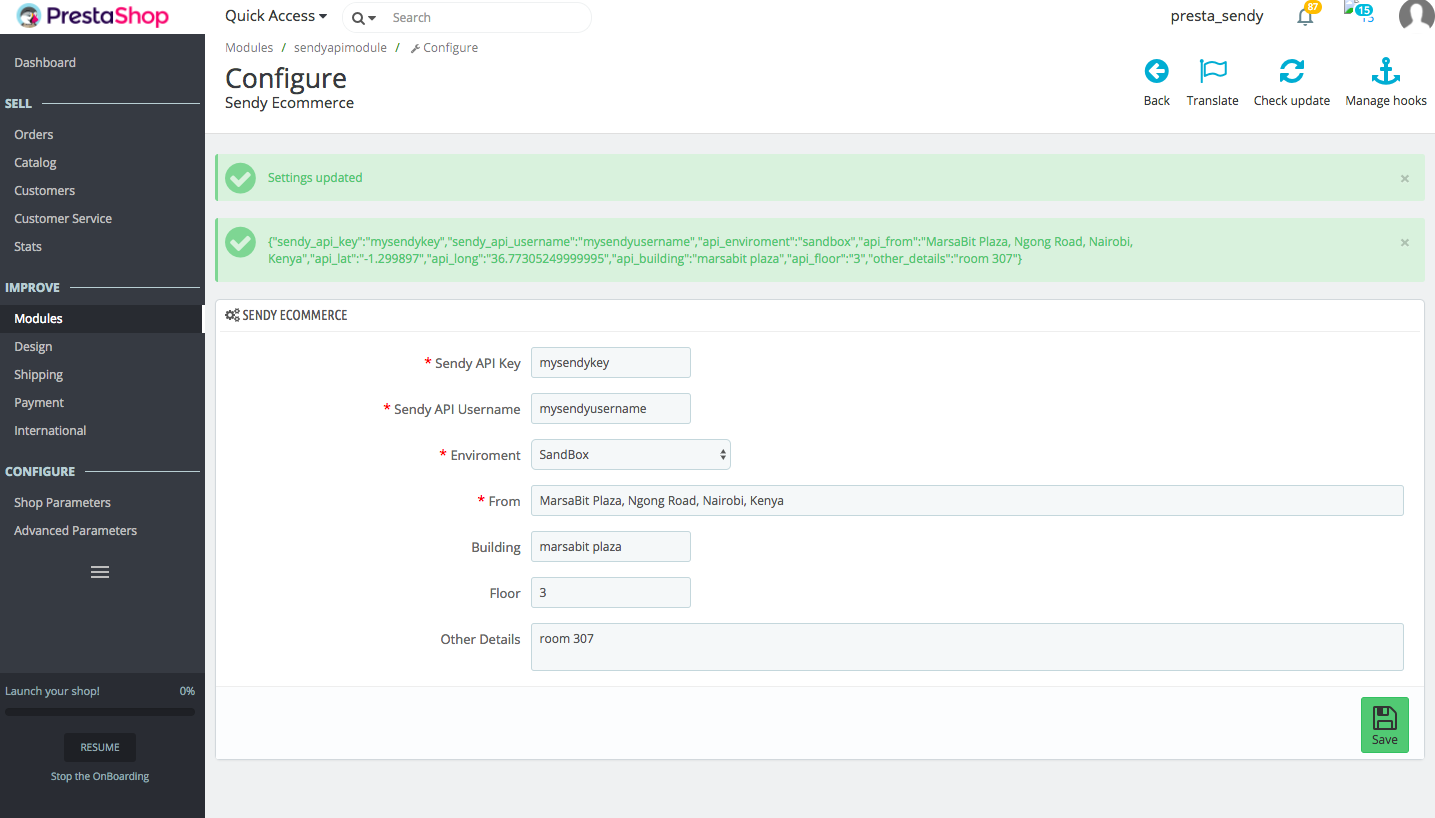 PrestaShop
Quick Access
Search
presta_sendy
87
15
Modules / sendyapimodule / Configure
Configure
Sendy Ecommerce
Back
Translate
Check update
Manage hooks
Dashboard
SELL
Orders
Catalog
Customers
Customer Service
Stats
IMPROVE
Modules
Design
Shipping
Payment
International
CONFIGURE
Shop Parameters
Advanced Parameters
Launch your shop! 0%
RESUME
Stop the OnBoarding
Settings updated ×
{"sendy_api_key":"mysendykey","sendy_api_username":"mysendyusername","api_enviroment":"sandbox","api_from":"MarsaBit Plaza, Ngong Road, Nairobi, ×
Kenya","api_lat":"-1.299897","api_long":"36.77305249999995","api_building":"marsabit plaza","api_floor":"3","other_details":"room 307"}
SENDY ECOMMERCE
* Sendy API Key mysendykey
* Sendy API Username mysendyusername
* Enviroment SandBox
* From MarsaBit Plaza, Ngong Road, Nairobi, Kenya
Building marsabit plaza
Floor 3
Other Details room 307
Save